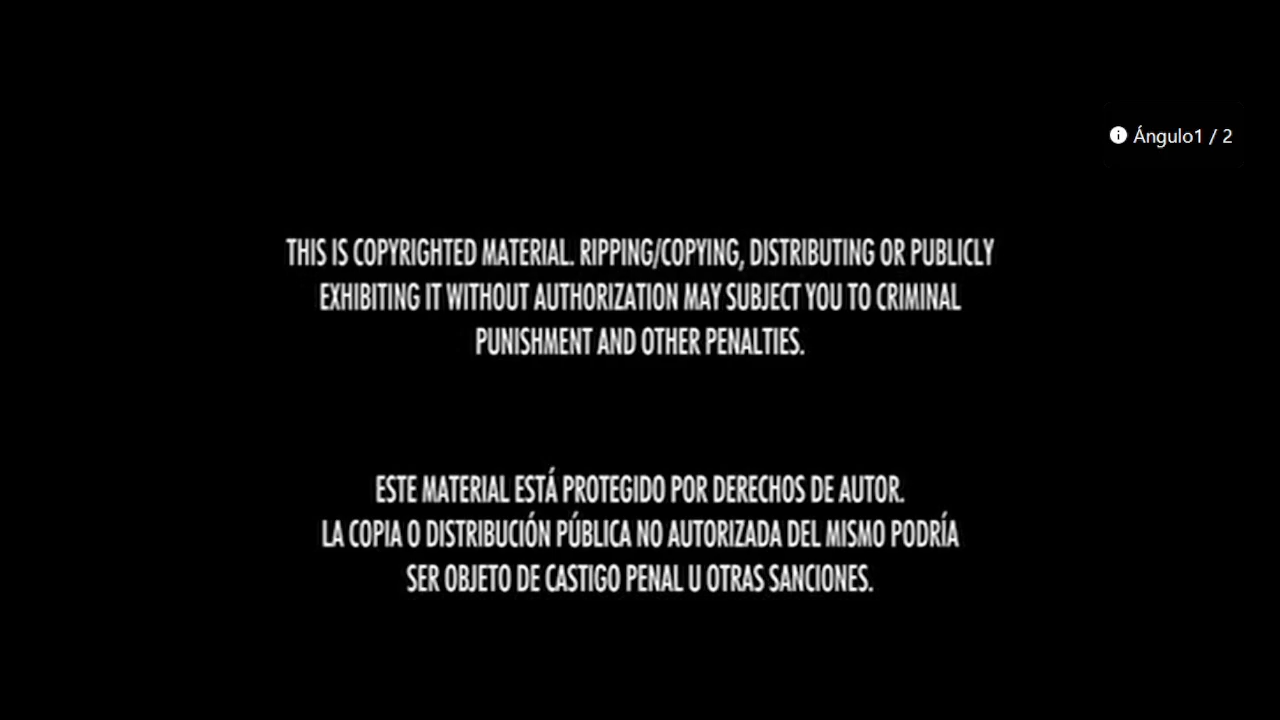 Ángulo1 / 2
THIS IS COPYRIGHTED MATERIAL. RIPPING/COPYING, DISTRIBUTING OR PUBLICLY
EXHIBITING IT WITHOUT AUTHORIZATION MAY SUBJECT YOU TO CRIMINAL
PUNISHMENT AND OTHER PENALTIES.
ESTE MATERIAL ESTÁ PROTEGIDO POR DERECHOS DE AUTOR.
LA COPIA O DISTRIBUCIÓN PÚBLICA NO AUTORIZADA DEL MISMO PODRÍA
SER OBJETO DE CASTIGO PENAL U OTRAS SANCIONES.